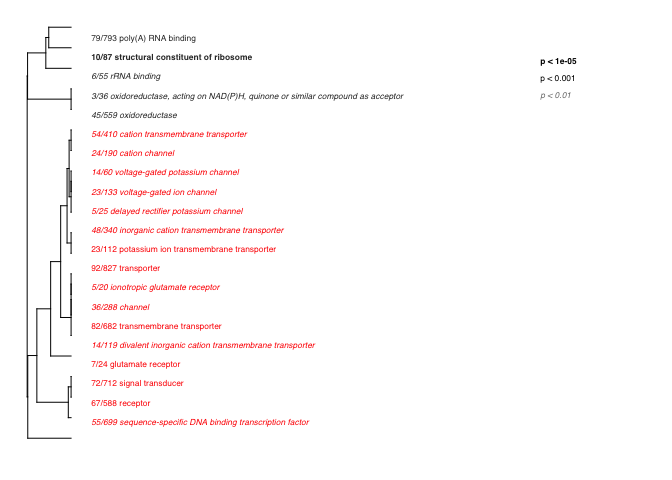 79/793 poly(A) RNA binding
10/87 structural constituent of ribosome
6/55 rRNA binding
3/36 oxidoreductase, acting on NAD(P)H, quinone or similar compound as acceptor
45/559 oxidoreductase
54/410 cation transmembrane transporter
24/190 cation channel
14/60 voltage-gated potassium channel
23/133 voltage-gated ion channel
5/25 delayed rectifier potassium channel
48/340 inorganic cation transmembrane transporter
23/112 potassium ion transmembrane transporter
92/827 transporter
5/20 ionotropic glutamate receptor
36/288 channel
82/682 transmembrane transporter
14/119 divalent inorganic cation transmembrane transporter
7/24 glutamate receptor
72/712 signal transducer
67/588 receptor
55/699 sequence-specific DNA binding transcription factor
p < 1e-05
p < 0.001
p < 0.01